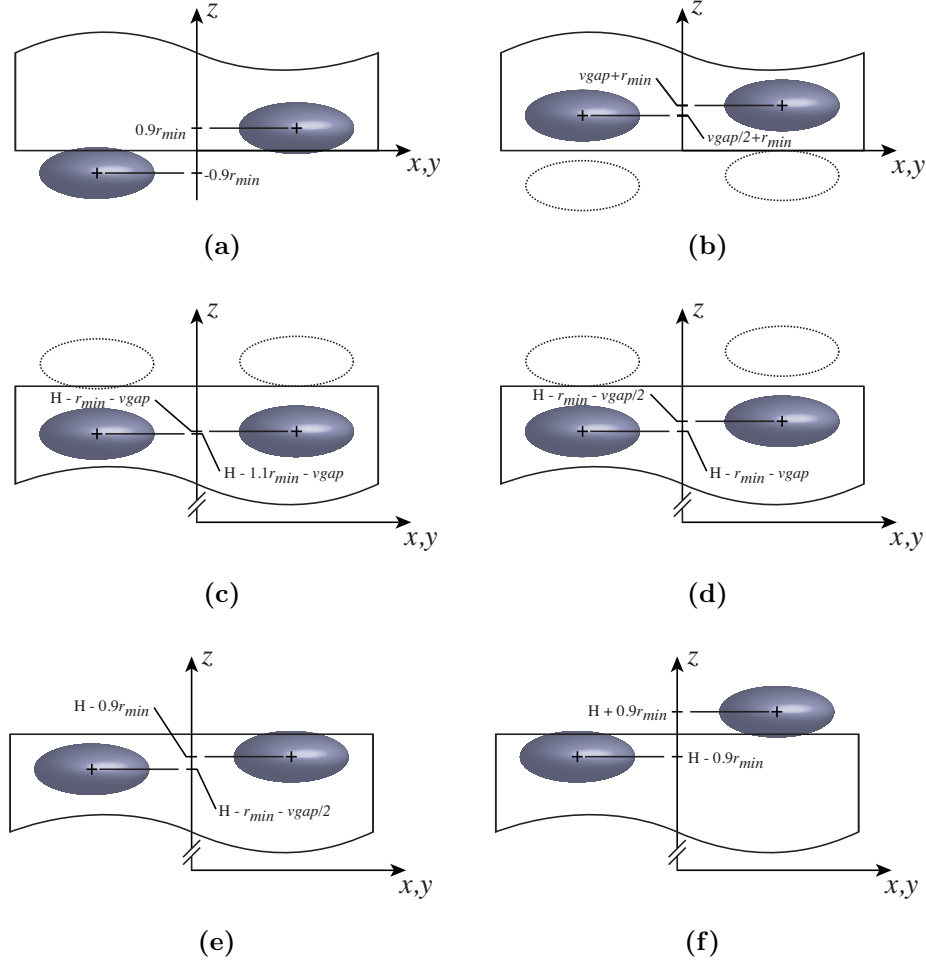 z
0.9r_min
-0.9r_min
x,y
(a)
z
vgap+r_min
vgap/2+r_min
x,y
(b)
z
H - r_min - vgap
H - 1.1r_min - vgap
x,y
(c)
z
H - r_min - vgap/2
H - r_min - vgap
x,y
(d)
z
H - 0.9r_min
H - r_min - vgap/2
x,y
(e)
z
H + 0.9r_min
H - 0.9r_min
x,y
(f)